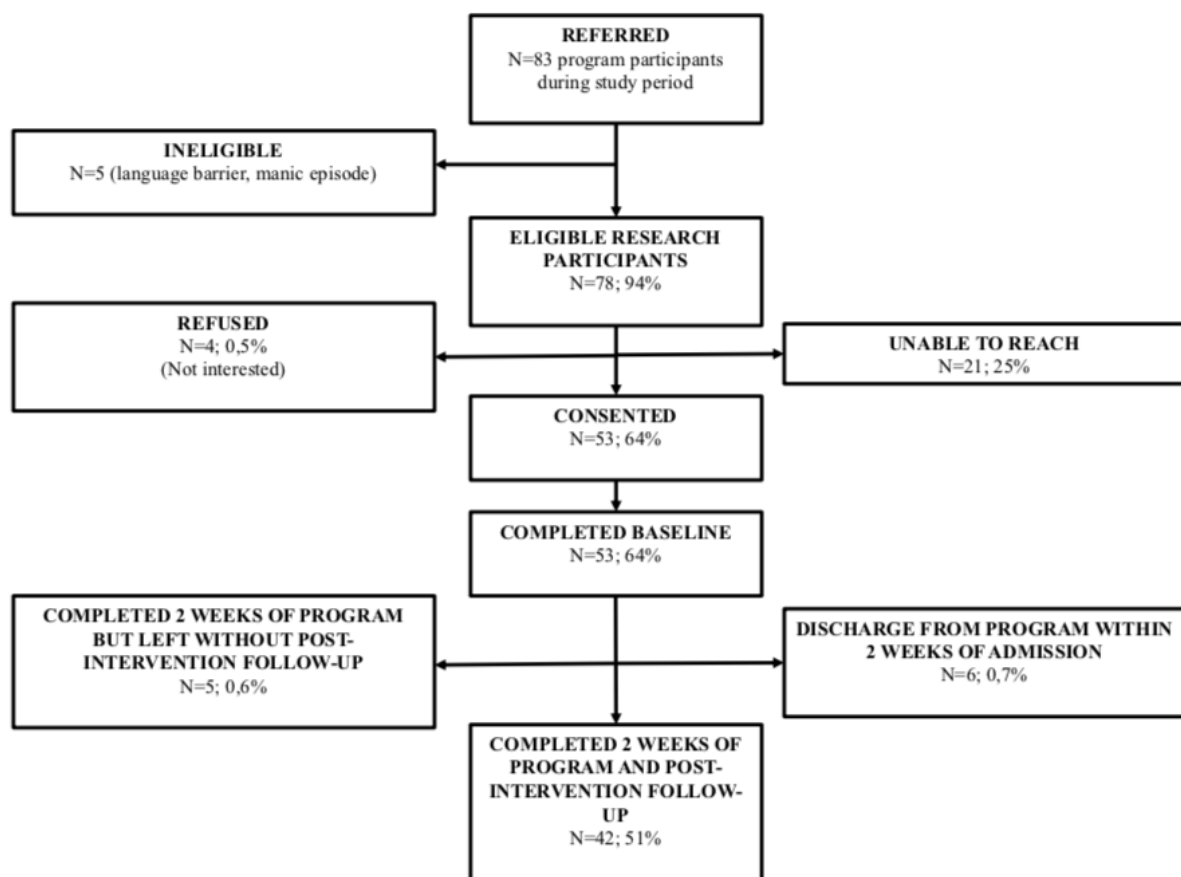 REFERRED
N=83 program participants
during study period
INELIGIBLE
N=5 (language barrier, manic episode)
ELIGIBLE RESEARCH
PARTICIPANTS
N=78; 94%
REFUSED
N=4; 0,5%
(Not interested)
UNABLE TO REACH
N=21; 25%
CONSENTED
N=53; 64%
COMPLETED BASELINE
N=53; 64%
COMPLETED 2 WEEKS OF PROGRAM
BUT LEFT WITHOUT POST-
INTERVENTION FOLLOW-UP
N=5; 0,6%
DISCHARGE FROM PROGRAM WITHIN
2 WEEKS OF ADMISSION
N=6; 0,7%
COMPLETED 2 WEEKS OF
PROGRAM AND POST-
INTERVENTION FOLLOW-
UP
N=42; 51%